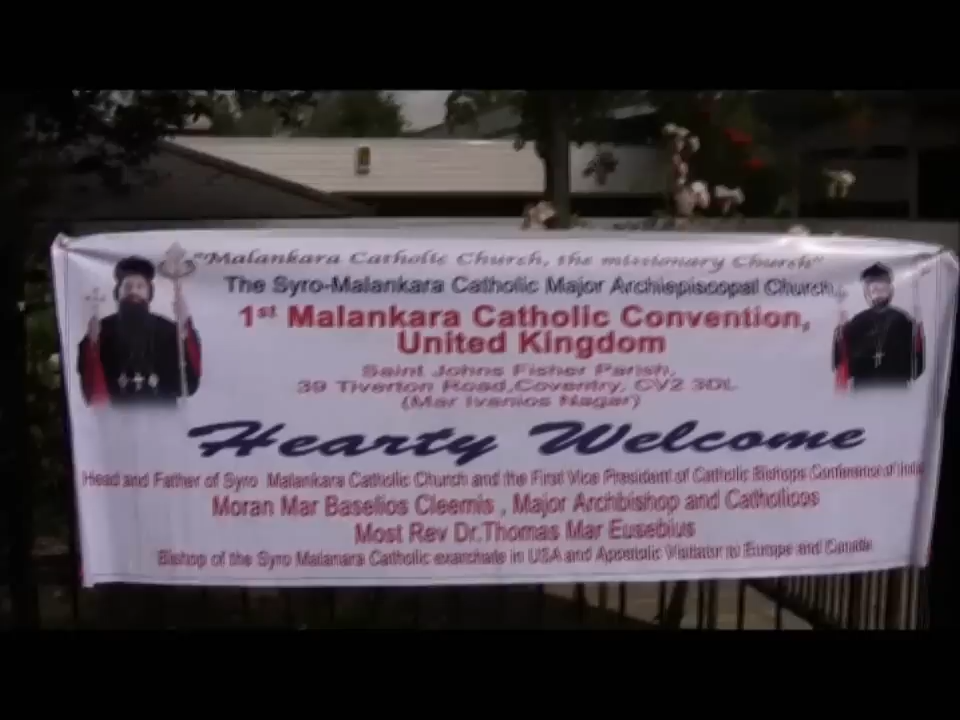 "Malankara Catholic Church, the missionary Church"
The Syro-Malankara Catholic Major Archiepiscopal Church,
1st Malankara Catholic Convention,
United Kingdom
Saint Johns Fisher Parish,
39 Tiverton Road,Coventry, CV2 3DL
(Mar Ivanios Nagar)
Hearty Welcome
Head and Father of Syro Malankara Catholic Church and the First Vice President of Catholic Bishops Conference of India
Moran Mar Baselios Cleemis , Major Archbishop and Catholicos
Most Rev Dr.Thomas Mar Eusebius
Bishop of the Syro Malanara Catholic exarchate in USA and Apostolic Visitator to Europe and Canada